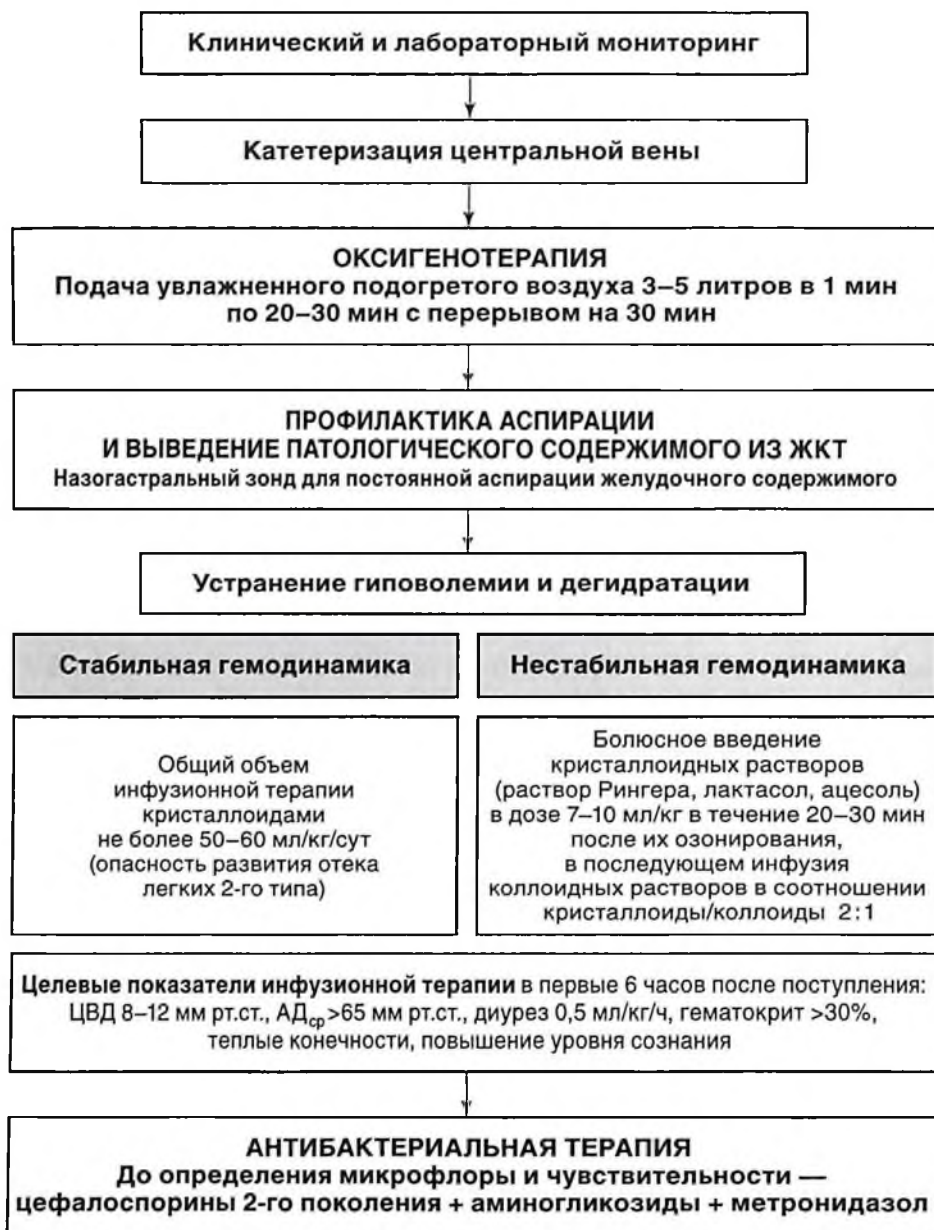 Клинический и лабораторный мониторинг
Катетеризация центральной вены
ОКСИГЕНОТЕРАПИЯ
Подача увлажненного подогретого воздуха 3–5 литров в 1 мин
по 20–30 мин с перерывом на 30 мин
ПРОФИЛАКТИКА АСПИРАЦИИ
И ВЫВЕДЕНИЕ ПАТОЛОГИЧЕСКОГО СОДЕРЖИМОГО ИЗ ЖКТ
Назогастральный зонд для постоянной аспирации желудочного содержимого
Устранение гиповолемии и дегидратации
Стабильная гемодинамика
Общий объем
инфузионной терапии
кристаллоидами
не более 50–60 мл/кг/сут
(опасность развития отека
легких 2-го типа)
Нестабильная гемодинамика
Болюсное введение
кристаллоидных растворов
(раствор Рингера, лактасол, ацесоль)
в дозе 7–10 мл/кг в течение 20–30 мин
после их озонирования,
в последующем инфузия
коллоидных растворов в соотношении
кристаллоиды/коллоиды 2:1
Целевые показатели инфузионной терапии в первые 6 часов после поступления:
ЦВД 8–12 мм рт.ст., АДср>65 мм рт.ст., диурез 0,5 мл/кг/ч, гематокрит >30%,
теплые конечности, повышение уровня сознания
АНТИБАКТЕРИАЛЬНАЯ ТЕРАПИЯ
До определения микрофлоры и чувствительности —
цефалоспорины 2-го поколения + аминогликозиды + метронидазол